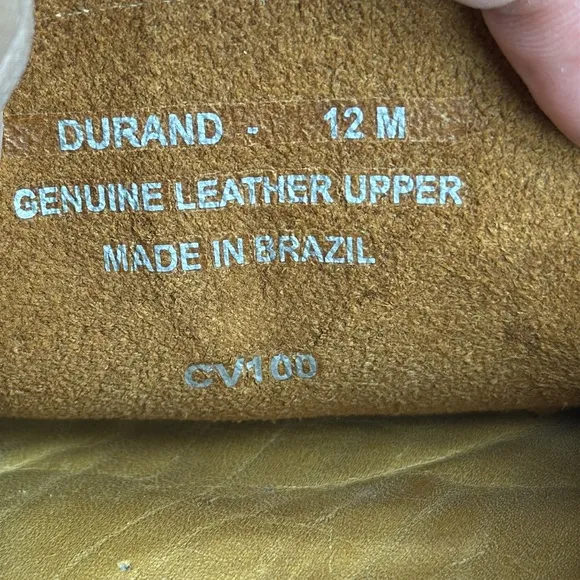 DURAND - 12 M
GENUINE LEATHER UPPER
MADE IN BRAZIL
CV100